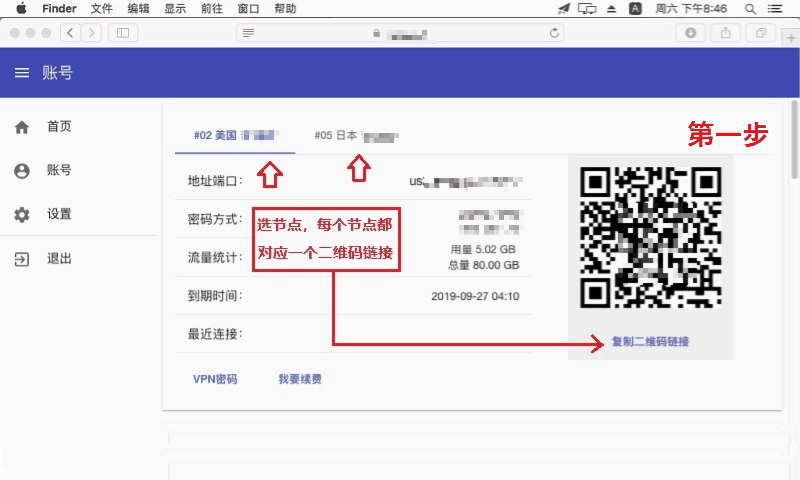 Finder 文件 编辑 显示 前往 窗口 帮助 A 周六 下午8:46
账号
首页
账号
设置
退出
#02 美国
#05 日本
第一步
地址端口:
us
密码方式:
选节点，每个节点都
对应一个二维码链接
流量统计:
用量 5.02 GB
总量 80.00 GB
到期时间:
2019-09-27 04:10
最近连接:
复制二维码链接
VPN密码
我要续费